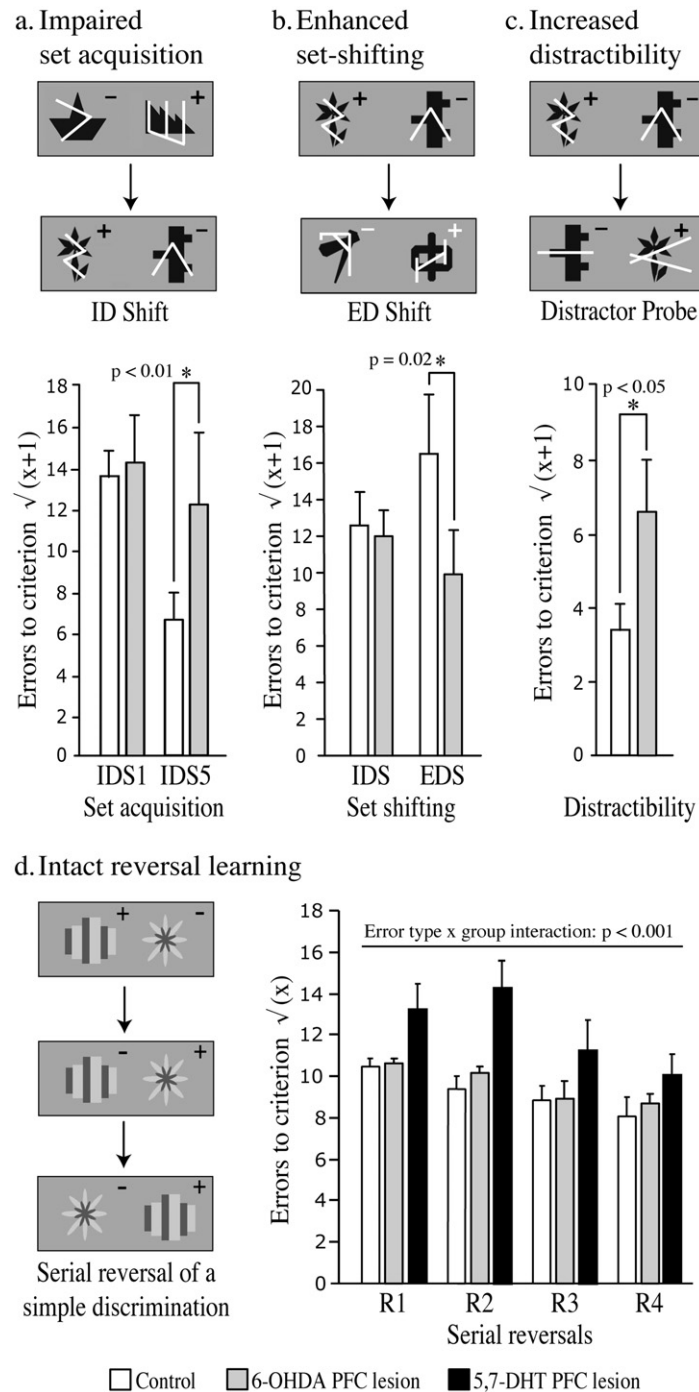 a. Impaired set acquisition
- +
+ -
ID Shift
b. Enhanced set-shifting
+ -
- +
ED Shift
c. Increased distractibility
+ -
- +
Distractor Probe
p < 0.01
*
Errors to criterion √(x+1)
18
16
14
12
10
8
6
4
2
0
IDS1 IDS5
Set acquisition
p = 0.02 *
Errors to criterion √(x+1)
20
18
16
14
12
10
8
6
4
2
0
IDS EDS
Set shifting
p < 0.05
*
Errors to criterion √(x+1)
10
8
6
4
2
0
Distractibility
d. Intact reversal learning
+ -
- +
- +
Serial reversal of a
simple discrimination
Error type x group interaction: p < 0.001
Errors to criterion √(x)
18
16
14
12
10
8
6
4
2
0
R1 R2 R3 R4
Serial reversals
Control 6-OHDA PFC lesion 5,7-DHT PFC lesion